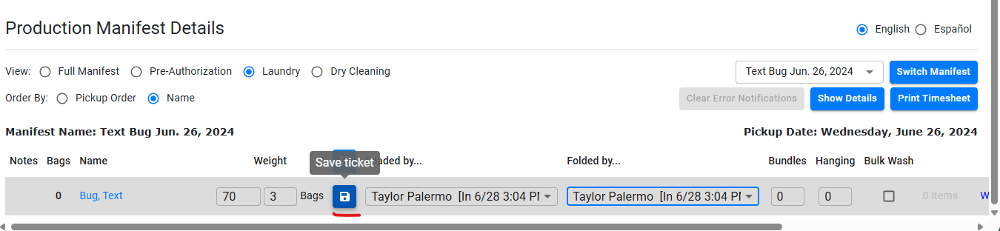 Production Manifest Details
English Español
View: Full Manifest Pre-Authorization Laundry Dry Cleaning
Text Bug Jun. 26, 2024 Switch Manifest
Order By: Pickup Order Name
Clear Error Notifications Show Details Print Timesheet
Manifest Name: Text Bug Jun. 26, 2024 Pickup Date: Wednesday, June 26, 2024
Notes Bags Name Weight Save ticket aded by... Folded by... Bundles Hanging Bulk Wash
0 Bug, Text 70 3 Bags Taylor Palermo [In 6/28 3:04 PM Taylor Palermo [In 6/28 3:04 PM 0 0 0 Items W